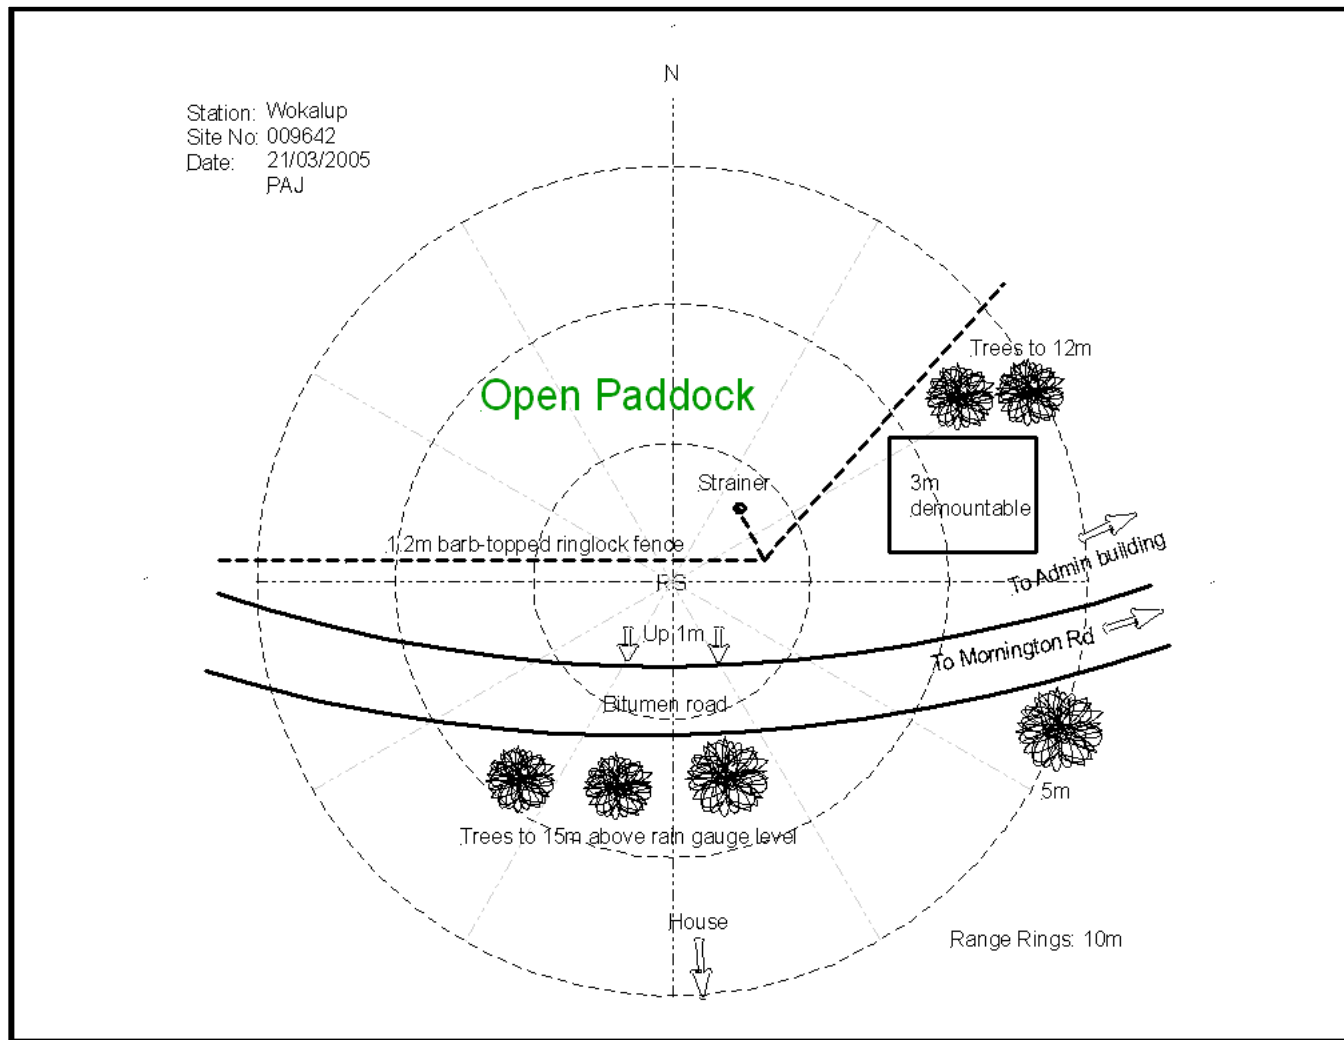 N
Station: Wokalup
Site No: 009642
Date: 21/03/2005
PAJ
Trees to 12m
Open Paddock
Strainer
3m
demountable
1.2m barb-topped ringlock fence
To Admin building
RG
Up 1m
To Mornington Rd
Bitumen road
5m
Trees to 15m above rain gauge level
House
Range Rings: 10m